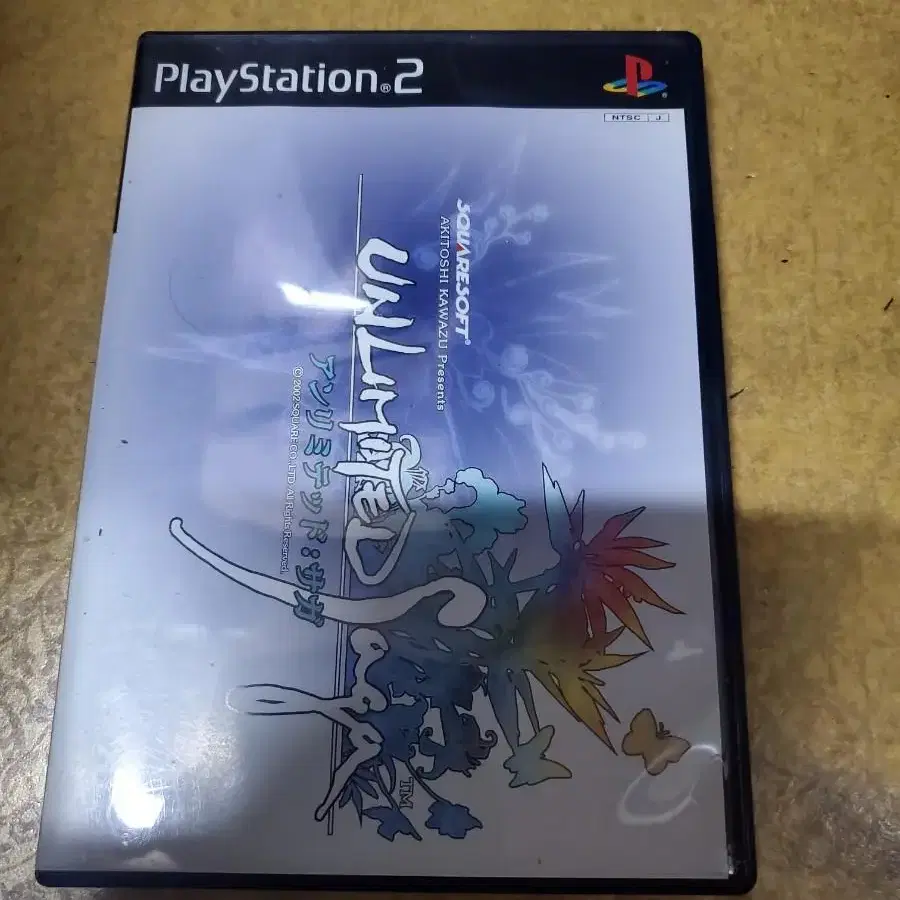 PlayStation®2
NTSC J
SQUARESOFT®
AKITOSHI KAWAZU Presents
UNLIMITED
SaGa™
アンリミテッド:サガ
©2002 SQUARE CO., LTD. All Rights Reserved.